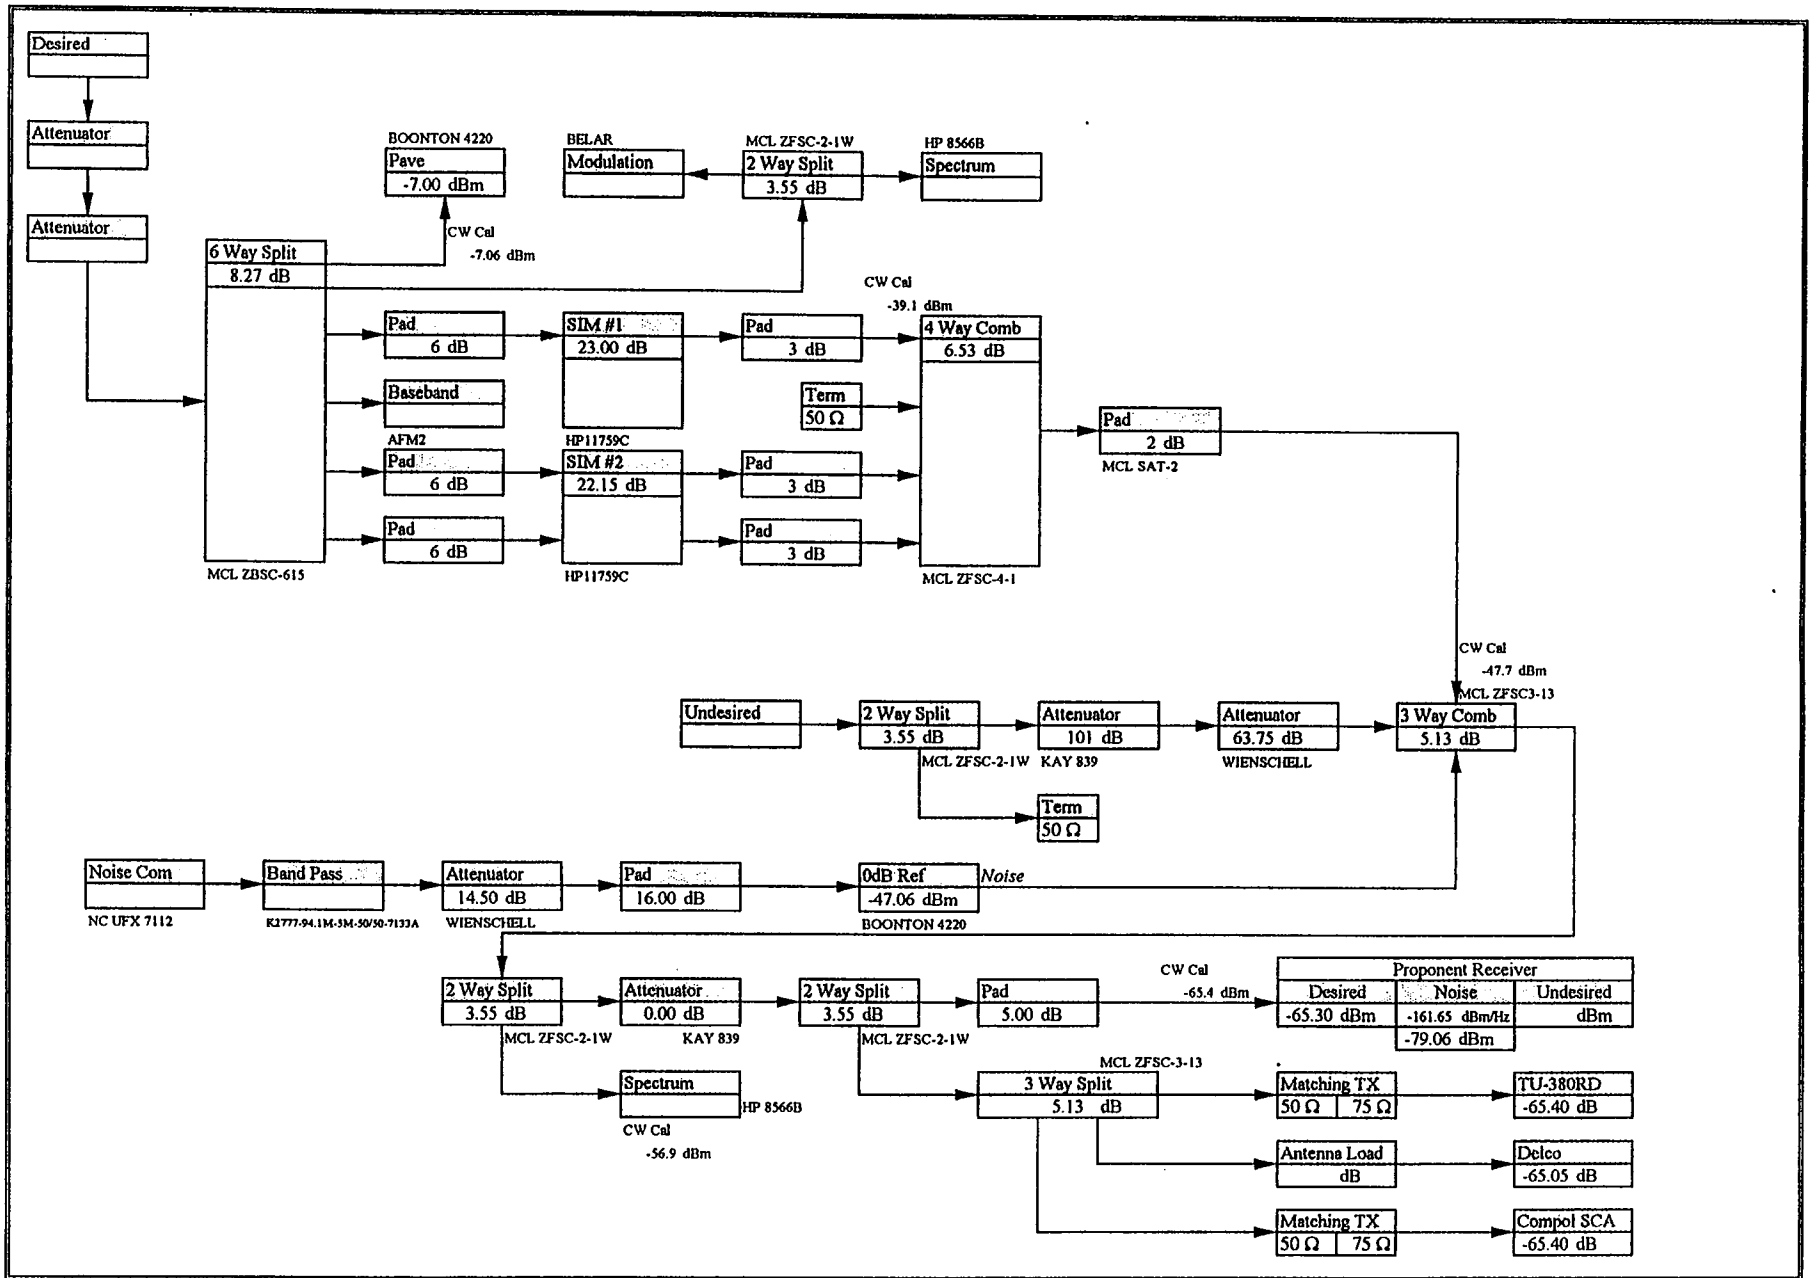 Desired
Attenuator
Attenuator
BOONTON 4220
Pave
-7.00 dBm
CW Cal
-7.06 dBm
BELAR
Modulation
MCL ZFSC-2-1W
2 Way Split
3.55 dB
HP 8566B
Spectrum
6 Way Split
8.27 dB
MCL ZBSC-615
Pad
6 dB
SIM #1
23.00 dB
HP11759C
Pad
3 dB
CW Cal
-39.1 dBm
4 Way Comb
6.53 dB
MCL ZFSC-4-1
Baseband
AFM2
Term
50 Ω
Pad
6 dB
SIM #2
22.15 dB
HP11759C
Pad
3 dB
Pad
6 dB
Pad
3 dB
Pad
2 dB
MCL SAT-2
CW Cal
-47.7 dBm
MCL ZFSC3-13
3 Way Comb
5.13 dB
Undesired
2 Way Split
3.55 dB
MCL ZFSC-2-1W
Attenuator
101 dB
KAY 839
Attenuator
63.75 dB
WIENSCHELL
Term
50 Ω
Noise Com
NC UFX 7112
Band Pass
K2777-94.1M-5M-50/50-7133A
Attenuator
14.50 dB
WIENSCHELL
Pad
16.00 dB
0dB Ref
-47.06 dBm
BOONTON 4220
Noise
2 Way Split
3.55 dB
MCL ZFSC-2-1W
Attenuator
0.00 dB
KAY 839
2 Way Split
3.55 dB
MCL ZFSC-2-1W
Pad
5.00 dB
CW Cal
-65.4 dBm
Proponent Receiver
Desired Noise Undesired
-65.30 dBm -161.65 dBm/Hz dBm
-79.06 dBm
Spectrum
HP 8566B
CW Cal
-56.9 dBm
MCL ZFSC-3-13
3 Way Split
5.13 dB
Matching TX
50 Ω 75 Ω
TU-380RD
-65.40 dB
Antenna Load
dB
Delco
-65.05 dB
Matching TX
50 Ω 75 Ω
Compol SCA
-65.40 dB